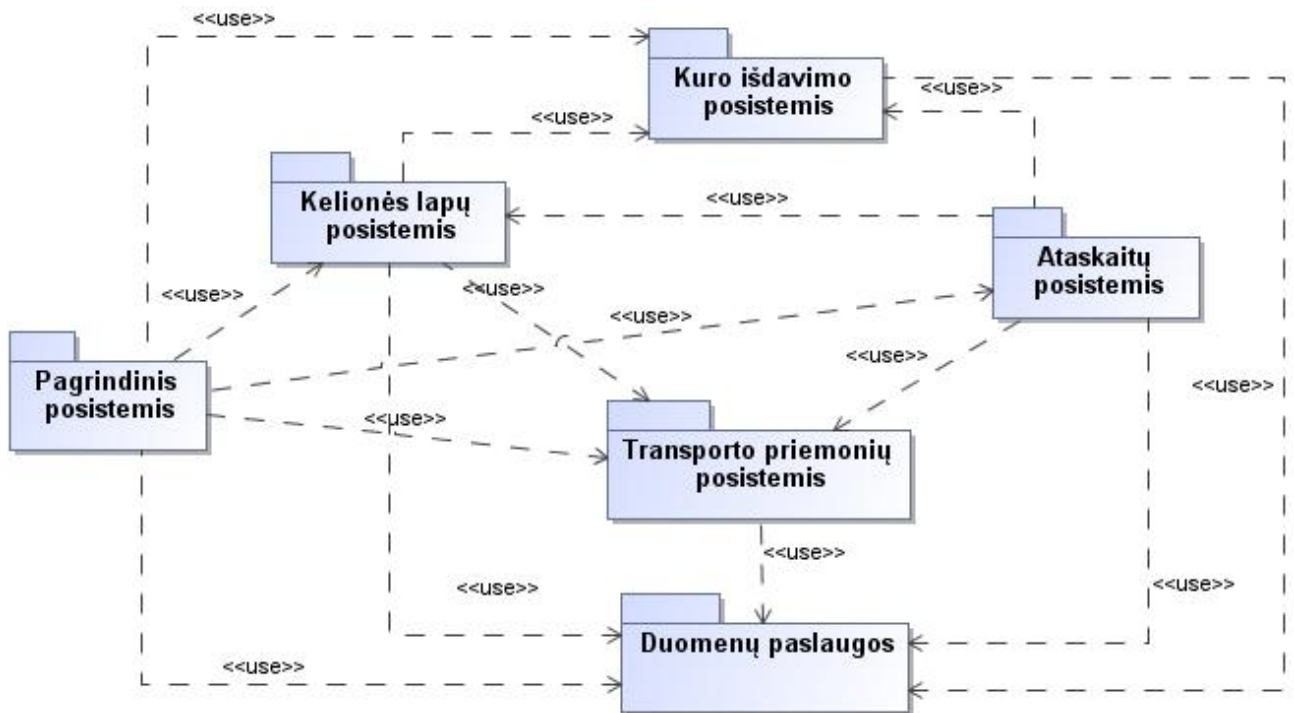 <<use>>
Kuro išdavimo
posistemis
<<use>>
<<use>>
Kelionės lapų
posistemis
<<use>>
Ataskaitų
posistemis
<<use>>
<<use>>
<<use>>
<<use>>
Pagrindinis
posistemis
<<use>>
<<use>>
Transporto priemonių
posistemis
<<use>>
<<use>>
<<use>>
Duomenų paslaugos
<<use>>